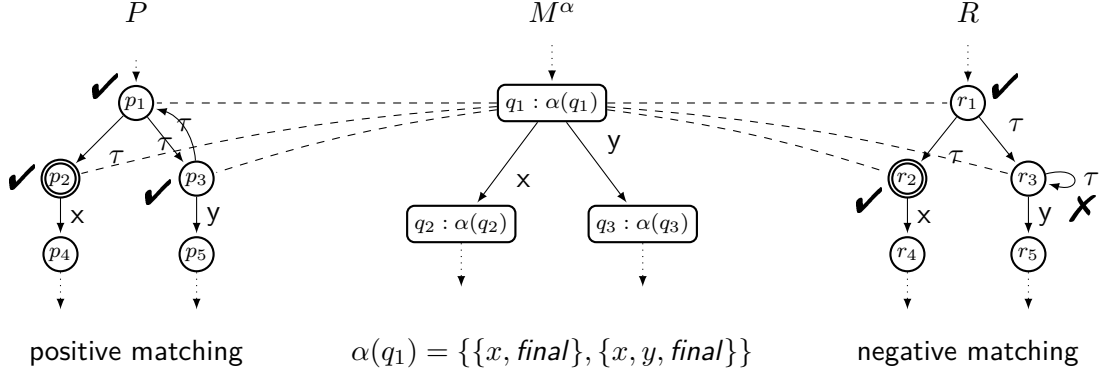 P M^α R
p₁ q₁ : α(q₁) r₁
τ τ y τ
τ τ
p₂ p₃ x r₂ r₃ τ
x y q₂ : α(q₂) q₃ : α(q₃) x y
p₄ p₅ r₄ r₅
positive matching α(q₁) = {{x, final}, {x, y, final}} negative matching